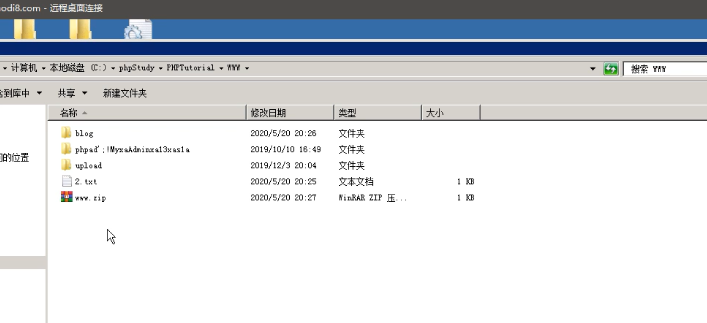 odi8.com - 远程桌面连接
计算机 本地磁盘 (C:) phpStudy PHPTutorial WWW 搜索 WWW
含到库中 共享 新建文件夹
名称 修改日期 类型 大小
blog 2020/5/20 20:26 文件夹
phpad';!MyxaAdminxa13xas1a 2019/10/10 16:49 文件夹
问的位置
upload 2019/12/3 20:04 文件夹
2.txt 2020/5/20 20:25 文本文档 1 KB
www.zip 2020/5/20 20:27 WinRAR ZIP 压... 1 KB